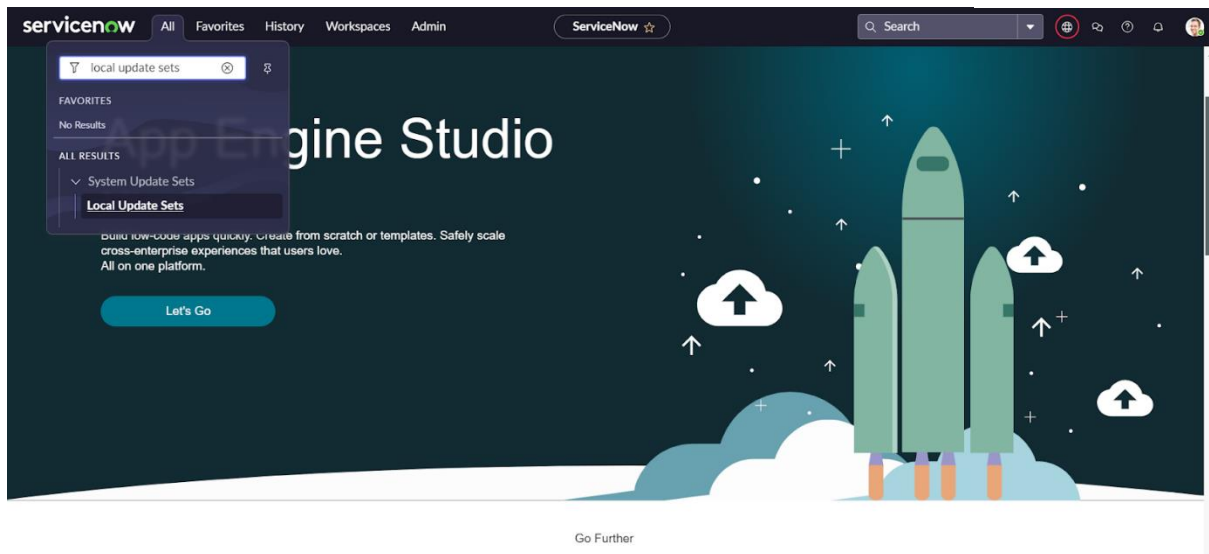 servicenow All Favorites History Workspaces Admin ServiceNow Search
local update sets
FAVORITES
No Results
App Engine Studio
ALL RESULTS
System Update Sets
Local Update Sets
Build low-code apps quickly. Create from scratch or templates. Safely scale
cross-enterprise experiences that users love.
All on one platform.
Let's Go
Go Further